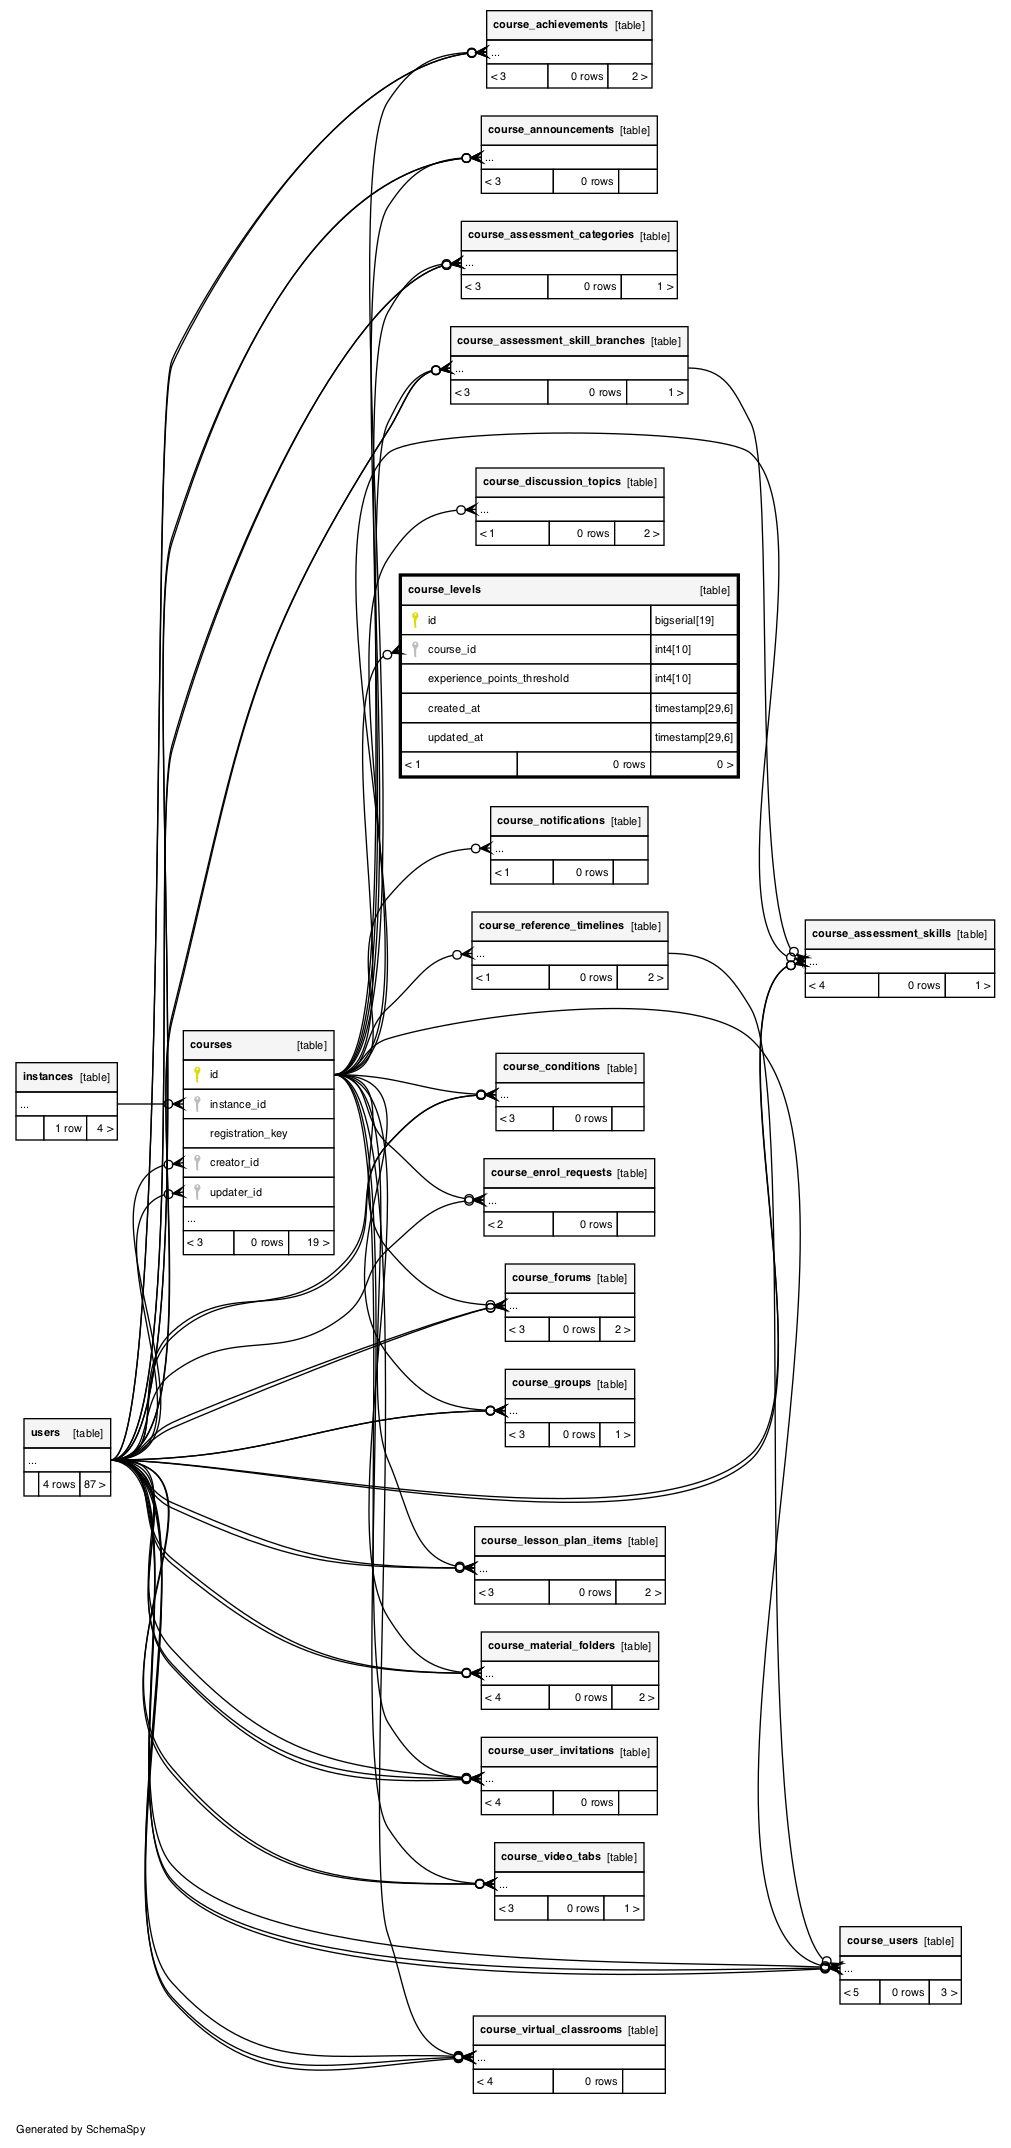 course_achievements [table]
...
< 3 0 rows 2 >
course_announcements [table]
...
< 3 0 rows
course_assessment_categories [table]
...
< 3 0 rows 1 >
course_assessment_skill_branches [table]
...
< 3 0 rows 1 >
course_discussion_topics [table]
...
< 1 0 rows 2 >
course_levels [table]
id bigserial[19]
course_id int4[10]
experience_points_threshold int4[10]
created_at timestamp[29,6]
updated_at timestamp[29,6]
< 1 0 rows 0 >
course_notifications [table]
...
< 1 0 rows
course_reference_timelines [table]
...
< 1 0 rows 2 >
course_assessment_skills [table]
...
< 4 0 rows 1 >
instances [table]
...
1 row 4 >
courses [table]
id
instance_id
registration_key
creator_id
updater_id
...
< 3 0 rows 19 >
course_conditions [table]
...
< 3 0 rows
course_enrol_requests [table]
...
< 2 0 rows
course_forums [table]
...
< 3 0 rows 2 >
course_groups [table]
...
< 3 0 rows 1 >
users [table]
...
4 rows 87 >
course_lesson_plan_items [table]
...
< 3 0 rows 2 >
course_material_folders [table]
...
< 4 0 rows 2 >
course_user_invitations [table]
...
< 4 0 rows
course_video_tabs [table]
...
< 3 0 rows 1 >
course_users [table]
...
< 5 0 rows 3 >
course_virtual_classrooms [table]
...
< 4 0 rows
Generated by SchemaSpy